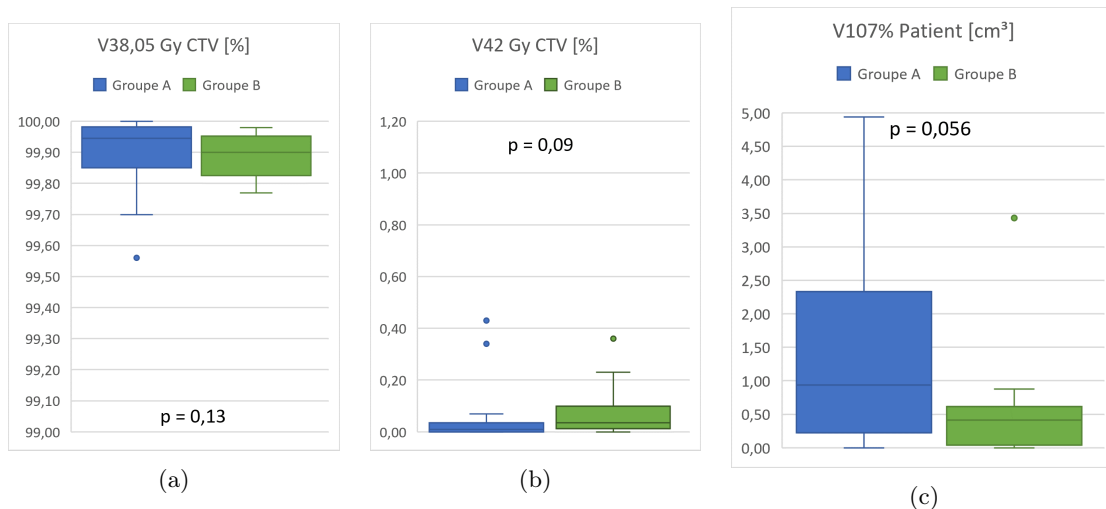 V38,05 Gy CTV [%]
Groupe A Groupe B
100,00
99,90
99,80
99,70
99,60
99,50
99,40
99,30
99,20
99,10
99,00
p = 0,13
(a)
V42 Gy CTV [%]
Groupe A Groupe B
1,20
1,00
0,80
0,60
0,40
0,20
0,00
p = 0,09
(b)
V107% Patient [cm³]
Groupe A Groupe B
5,00
4,50
4,00
3,50
3,00
2,50
2,00
1,50
1,00
0,50
0,00
p = 0,056
(c)